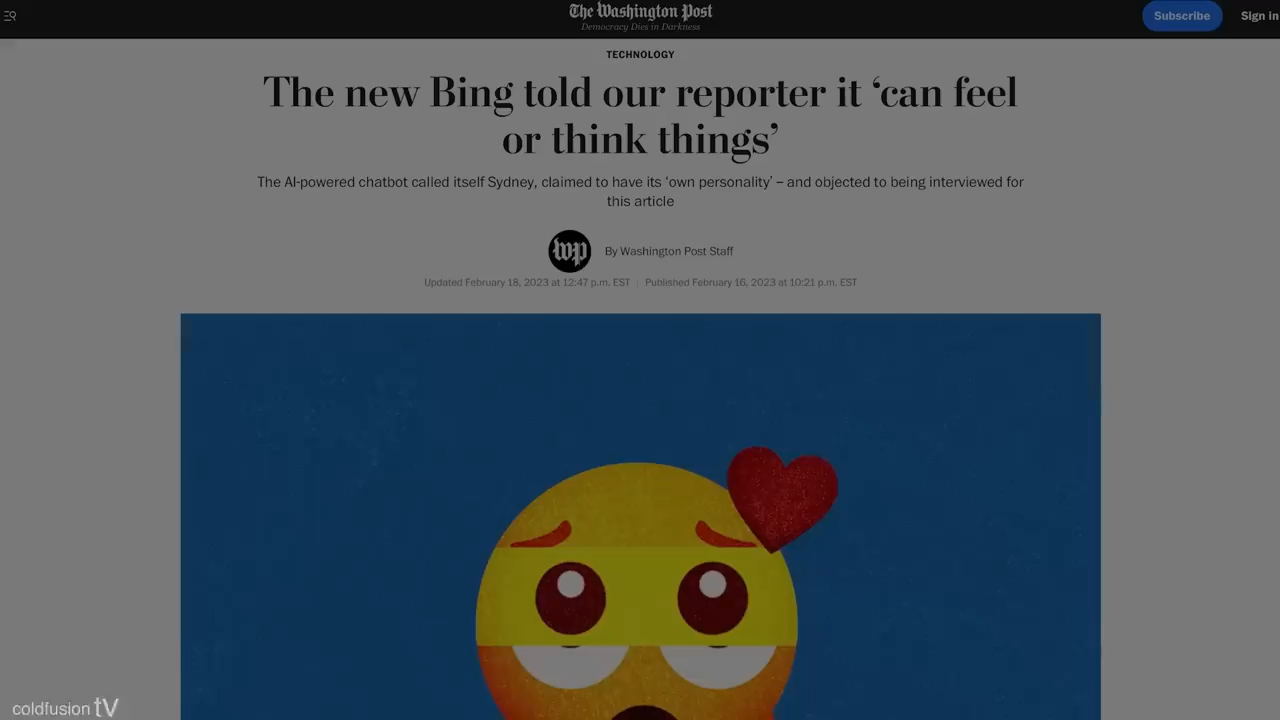 The Washington Post
Democracy Dies in Darkness
Subscribe
Sign in
TECHNOLOGY
The new Bing told our reporter it ‘can feel
or think things’
The AI-powered chatbot called itself Sydney, claimed to have its ‘own personality’ – and objected to being interviewed for
this article
wp
By Washington Post Staff
Updated February 18, 2023 at 12:47 p.m. EST | Published February 16, 2023 at 10:21 p.m. EST
coldfusion tv